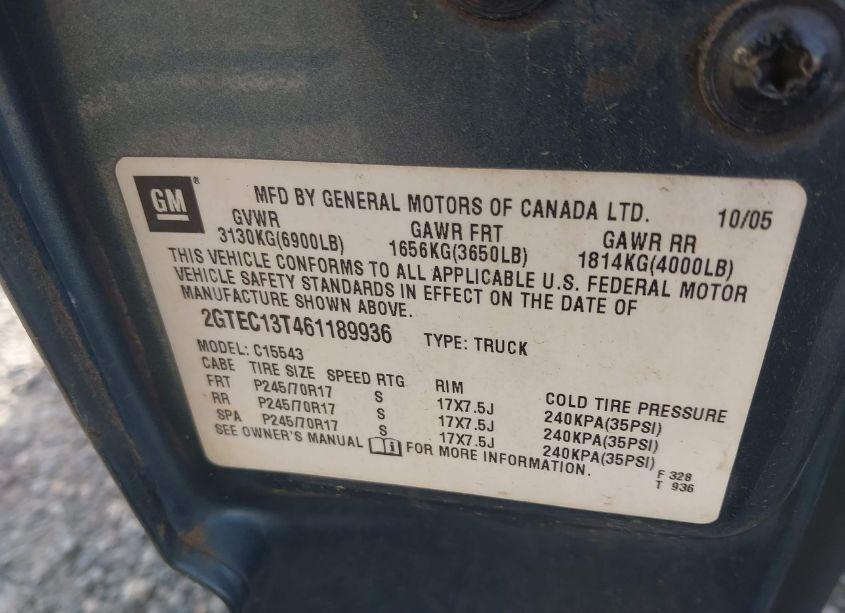 GM ®
MFD BY GENERAL MOTORS OF CANADA LTD. 10/05
GVWR GAWR FRT GAWR RR
3130KG(6900LB) 1656KG(3650LB) 1814KG(4000LB)
THIS VEHICLE CONFORMS TO ALL APPLICABLE U.S. FEDERAL MOTOR
VEHICLE SAFETY STANDARDS IN EFFECT ON THE DATE OF
MANUFACTURE SHOWN ABOVE.
2GTEC13T461189936 TYPE: TRUCK
MODEL: C15543
CABE TIRE SIZE SPEED RTG RIM COLD TIRE PRESSURE
FRT P245/70R17 S 17X7.5J 240KPA(35PSI)
RR P245/70R17 S 17X7.5J 240KPA(35PSI)
SPA P245/70R17 S 17X7.5J 240KPA(35PSI)
SEE OWNER'S MANUAL FOR MORE INFORMATION.
F 328
T 936